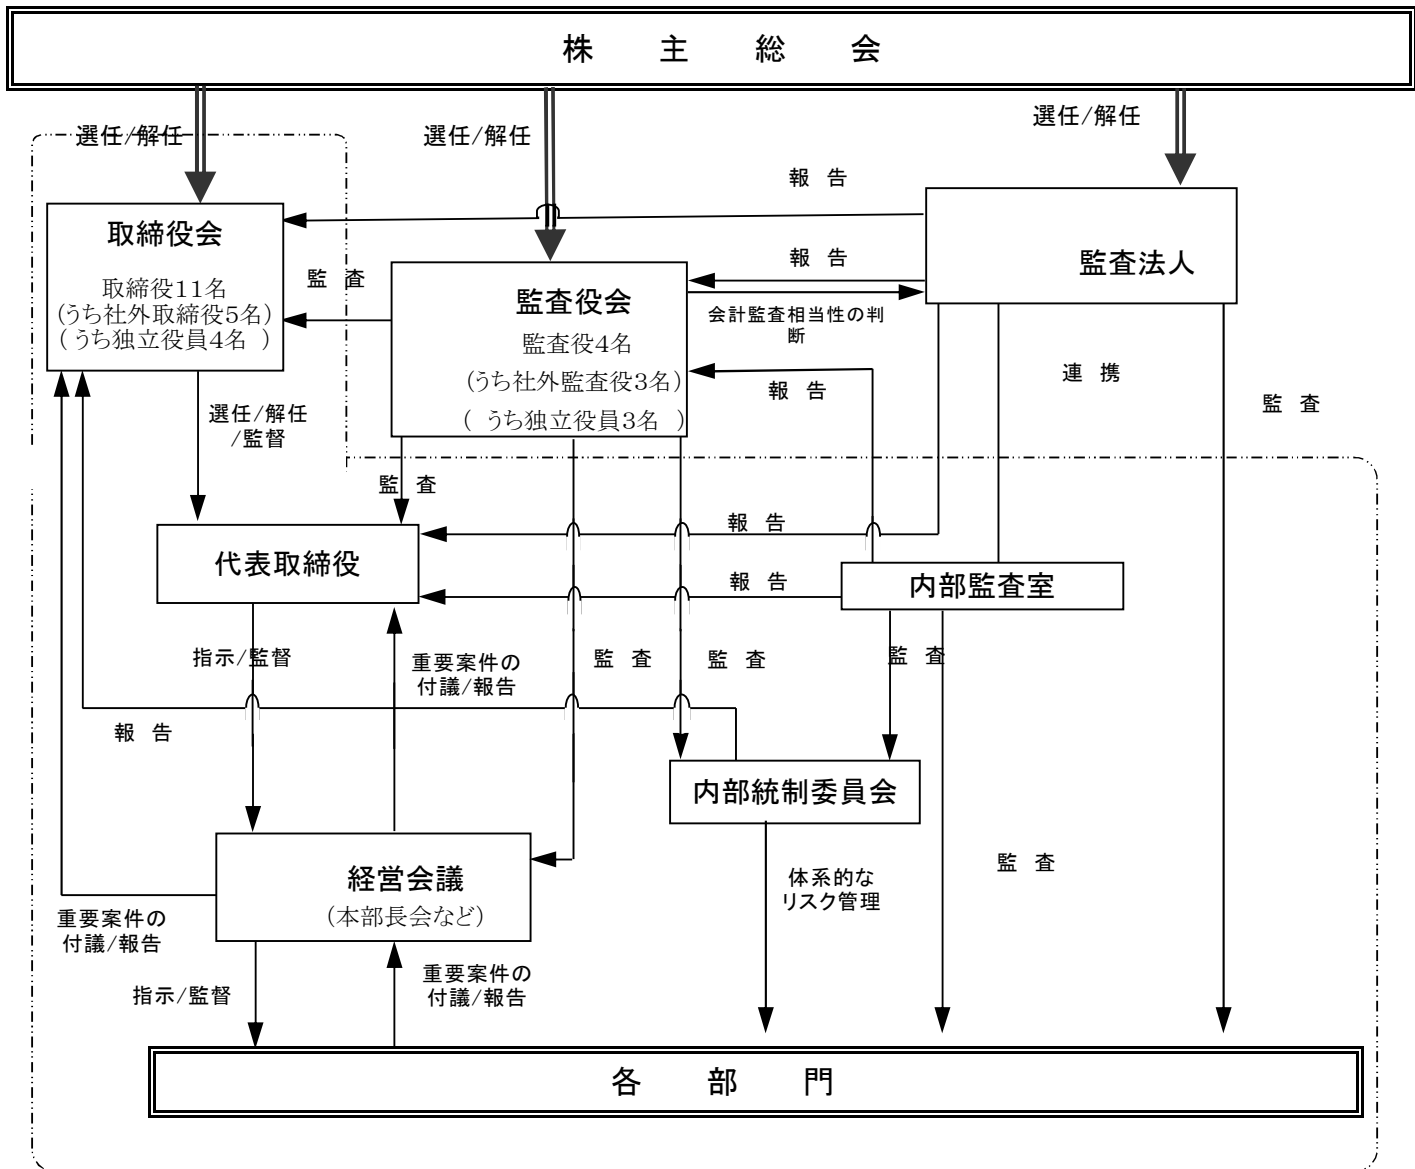 株 主 総 会
選任/解任
選任/解任
選任/解任
報 告
取締役会
取締役11名
(うち社外取締役5名)
( うち独立役員4名 )
監 査
監査役会
監査役4名
(うち社外監査役3名)
( うち独立役員3名 )
報 告
会計監査相当性の判
断
監査法人
報 告
連 携
監 査
選任/解任
/監督
監 査
報 告
代表取締役
報 告
内部監査室
指示/監督
重要案件の
付議/報告
監 査
監 査
監 査
報 告
内部統制委員会
経営会議
(本部長会など)
体系的な
リスク管理
監 査
重要案件の
付議/報告
指示/監督
重要案件の
付議/報告
各 部 門